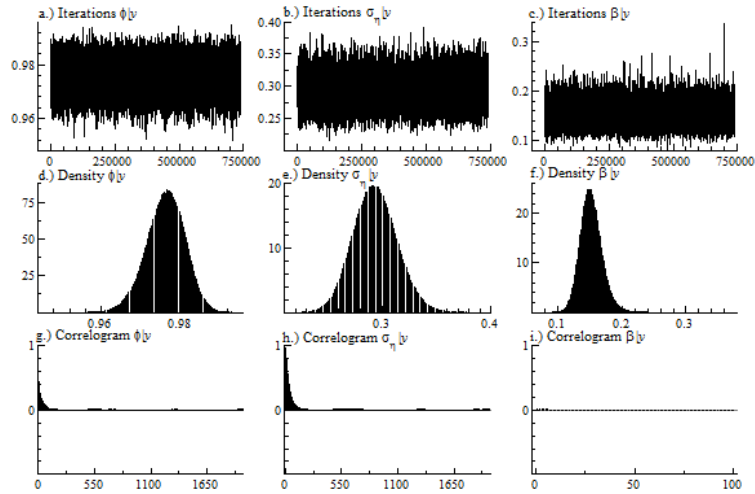 a.) Iterations ϕ|y
b.) Iterations σ_η|y
c.) Iterations β|y
0.98
0.96
0 250000 500000 750000
0.40
0.35
0.30
0.25
0 250000 500000 750000
0.3
0.2
0.1
0 250000 500000 750000
d.) Density ϕ|y
e.) Density σ_η|y
f.) Density β|y
75
50
25
0.96 0.98
20
10
0.3 0.4
20
10
0.1 0.2 0.3
g.) Correlogram ϕ|y
h.) Correlogram σ_η|y
i.) Correlogram β|y
1
0
0 550 1100 1650
1
0
0 550 1100 1650
1
0
0 50 100